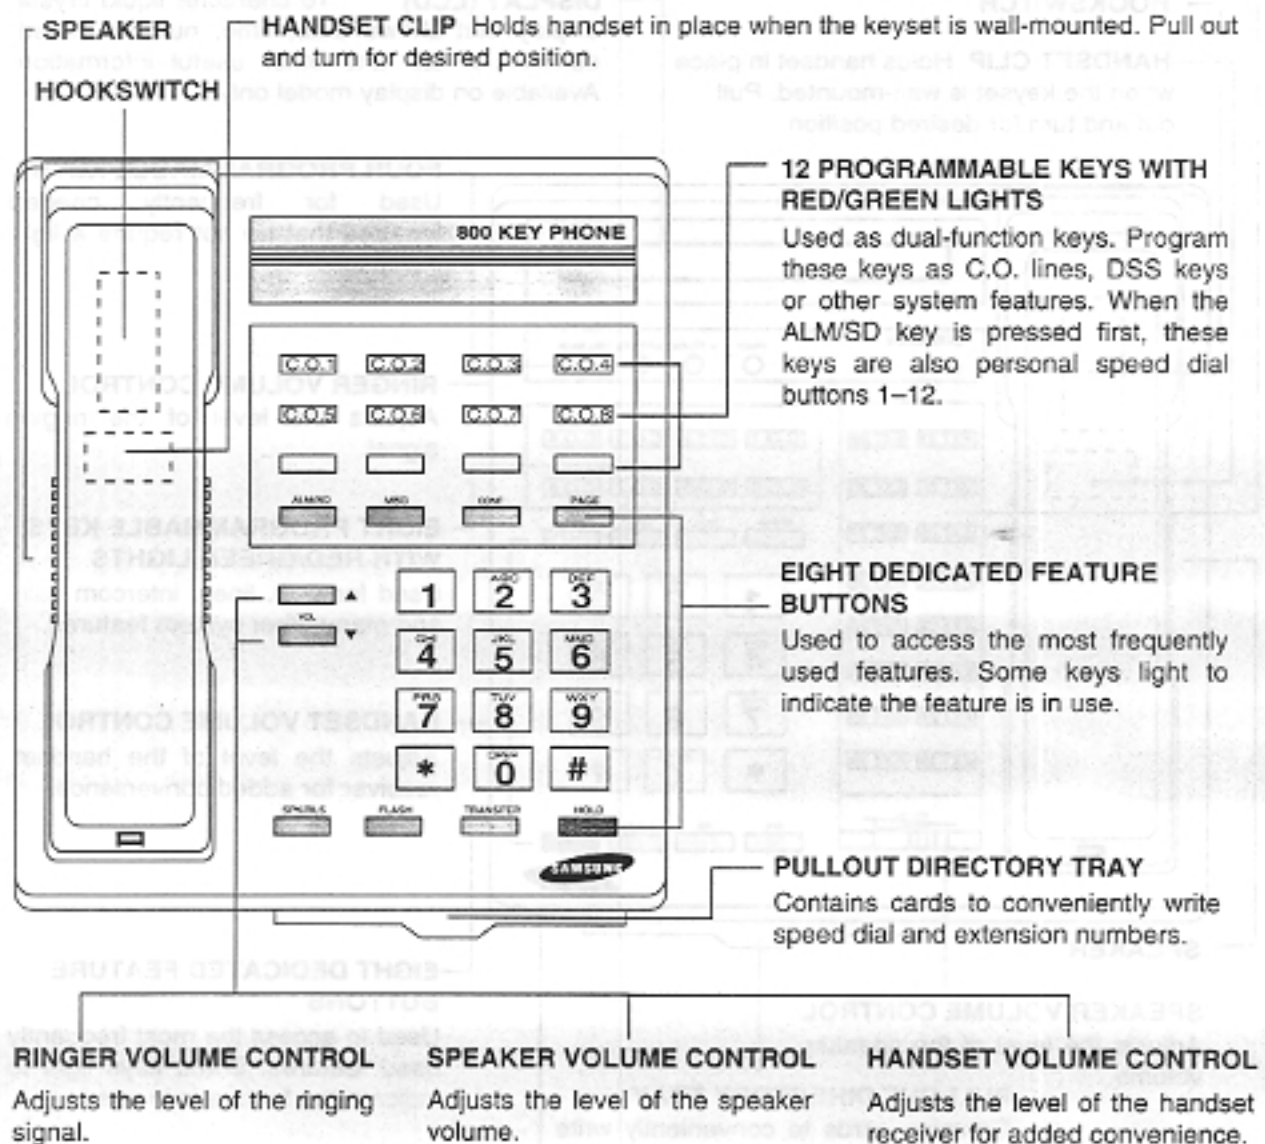 SPEAKER
HANDSET CLIP Holds handset in place when the keyset is wall-mounted. Pull out
and turn for desired position.
HOOKSWITCH
800 KEY PHONE
12 PROGRAMMABLE KEYS WITH
RED/GREEN LIGHTS
Used as dual-function keys. Program
these keys as C.O. lines, DSS keys
or other system features. When the
ALM/SD key is pressed first, these
keys are also personal speed dial
buttons 1–12.
C.O.1 C.O.2 C.O.3 C.O.4
C.O.5 C.O.6 C.O.7 C.O.8
PAGE
EIGHT DEDICATED FEATURE
BUTTONS
Used to access the most frequently
used features. Some keys light to
indicate the feature is in use.
1 ABC 2 DEF 3
4 5 6
7 TUV 8 WXY 9
* 0 #
FLASH TRANSFER HOLD
SAMSUNG
PULLOUT DIRECTORY TRAY
Contains cards to conveniently write
speed dial and extension numbers.
RINGER VOLUME CONTROL
Adjusts the level of the ringing
signal.
SPEAKER VOLUME CONTROL
Adjusts the level of the speaker
volume.
HANDSET VOLUME CONTROL
Adjusts the level of the handset
receiver for added convenience.